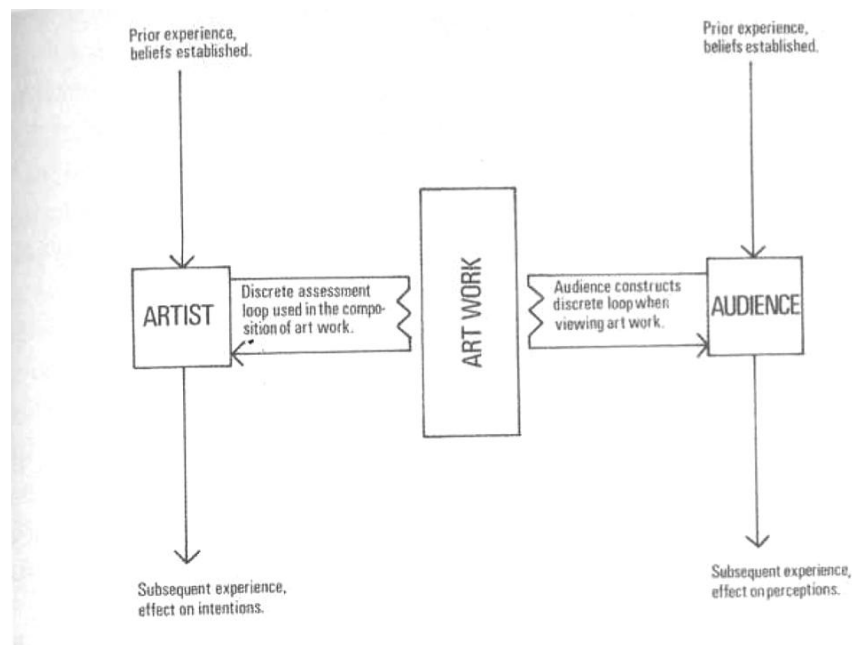 Prior experience,
beliefs established.
Prior experience,
beliefs established.
ARTIST
Discrete assessment
loop used in the compo-
sition of art work.
ART WORK
Audience constructs
discrete loop when
viewing art work.
AUDIENCE
Subsequent experience,
effect on intentions.
Subsequent experience,
effect on perceptions.